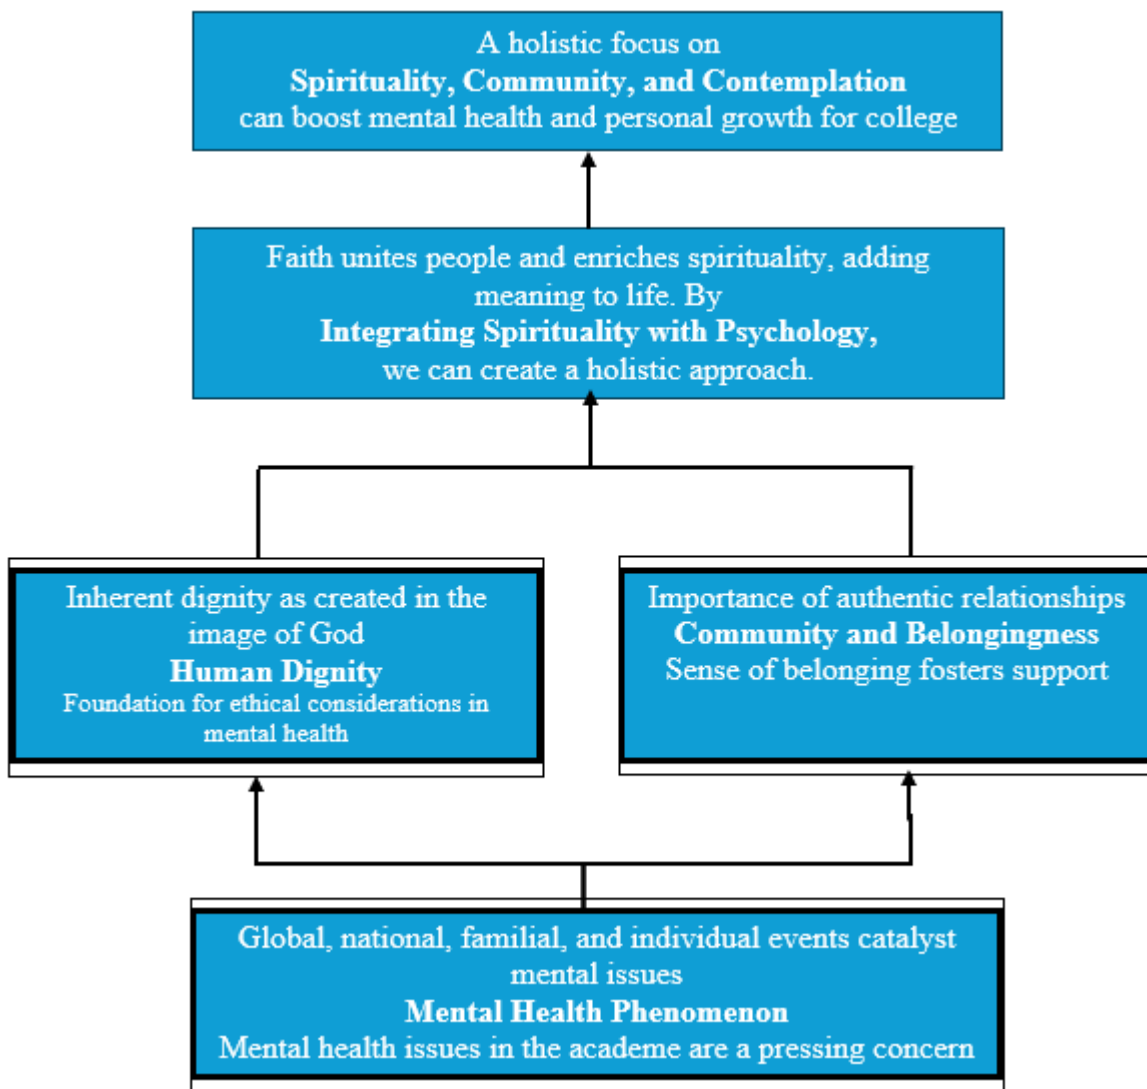 A holistic focus on
Spirituality, Community, and Contemplation
can boost mental health and personal growth for college
Faith unites people and enriches spirituality, adding
meaning to life. By
Integrating Spirituality with Psychology,
we can create a holistic approach.
Inherent dignity as created in the
image of God
Human Dignity
Foundation for ethical considerations in
mental health
Importance of authentic relationships
Community and Belongingness
Sense of belonging fosters support
Global, national, familial, and individual events catalyst
mental issues
Mental Health Phenomenon
Mental health issues in the academe are a pressing concern